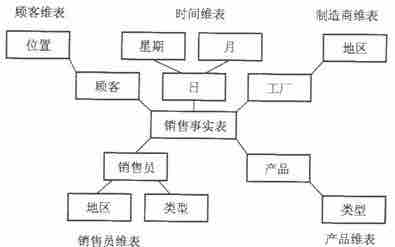 顾客维表
时间维表
制造商维表
位置
星期
月
地区
顾客
日
工厂
销售事实表
销售员
产品
地区
类型
类型
销售员维表
产品维表